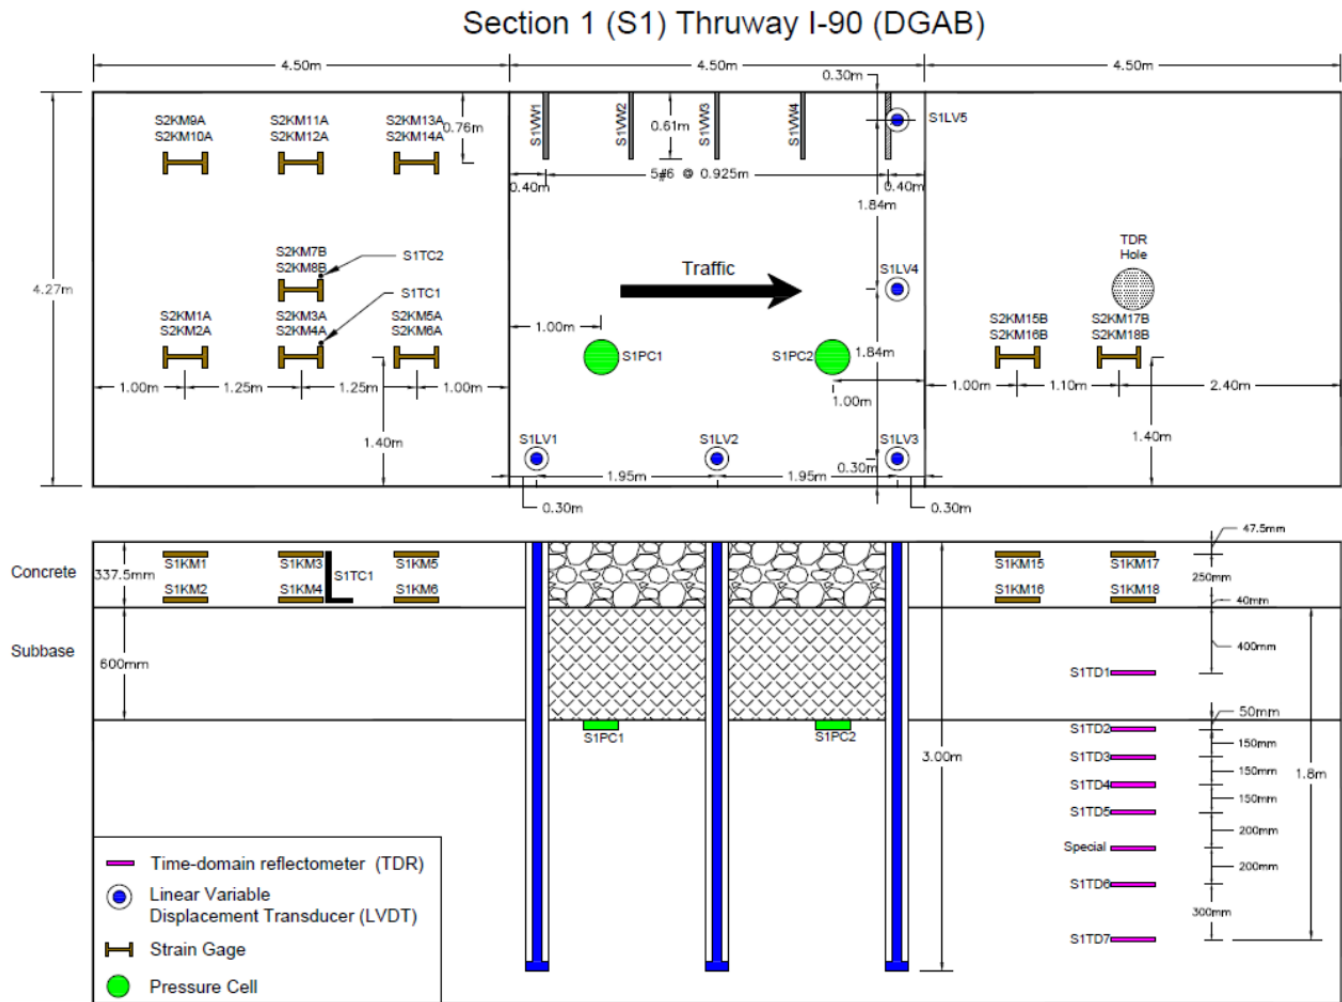 Section 1 (S1) Thruway I-90 (DGAB)
4.50m
4.50m
4.50m
0.30m
S2KM9A
S2KM10A
S2KM11A
S2KM12A
S2KM13A
S2KM14A
0.76m
S1VW1
S1VW2
0.61m
S1VW3
S1VW4
S1LV5
5#6 @ 0.925m
0.40m
0.40m
1.84m
S2KM7B
S2KM8B
S1TC2
S1TC1
4.27m
Traffic
S1LV4
TDR
Hole
S2KM1A
S2KM2A
S2KM3A
S2KM4A
S2KM5A
S2KM6A
1.00m
S1PC1
S1PC2
1.84m
S2KM15B
S2KM16B
S2KM17B
S2KM18B
1.00m
1.25m
1.25m
1.00m
1.00m
1.00m
1.10m
2.40m
1.40m
1.40m
S1LV1
S1LV2
S1LV3
0.30m
1.95m
1.95m
0.30m
0.30m
Concrete
337.5mm
S1KM1
S1KM2
S1KM3
S1KM4
S1TC1
S1KM5
S1KM6
S1KM15
S1KM16
S1KM17
S1KM18
47.5mm
250mm
40mm
Subbase
600mm
400mm
S1TD1
S1PC1
S1PC2
3.00m
50mm
S1TD2
150mm
S1TD3
150mm
1.8m
S1TD4
150mm
S1TD5
200mm
Special
200mm
S1TD6
300mm
S1TD7
Time-domain reflectometer (TDR)
Linear Variable
Displacement Transducer (LVDT)
Strain Gage
Pressure Cell